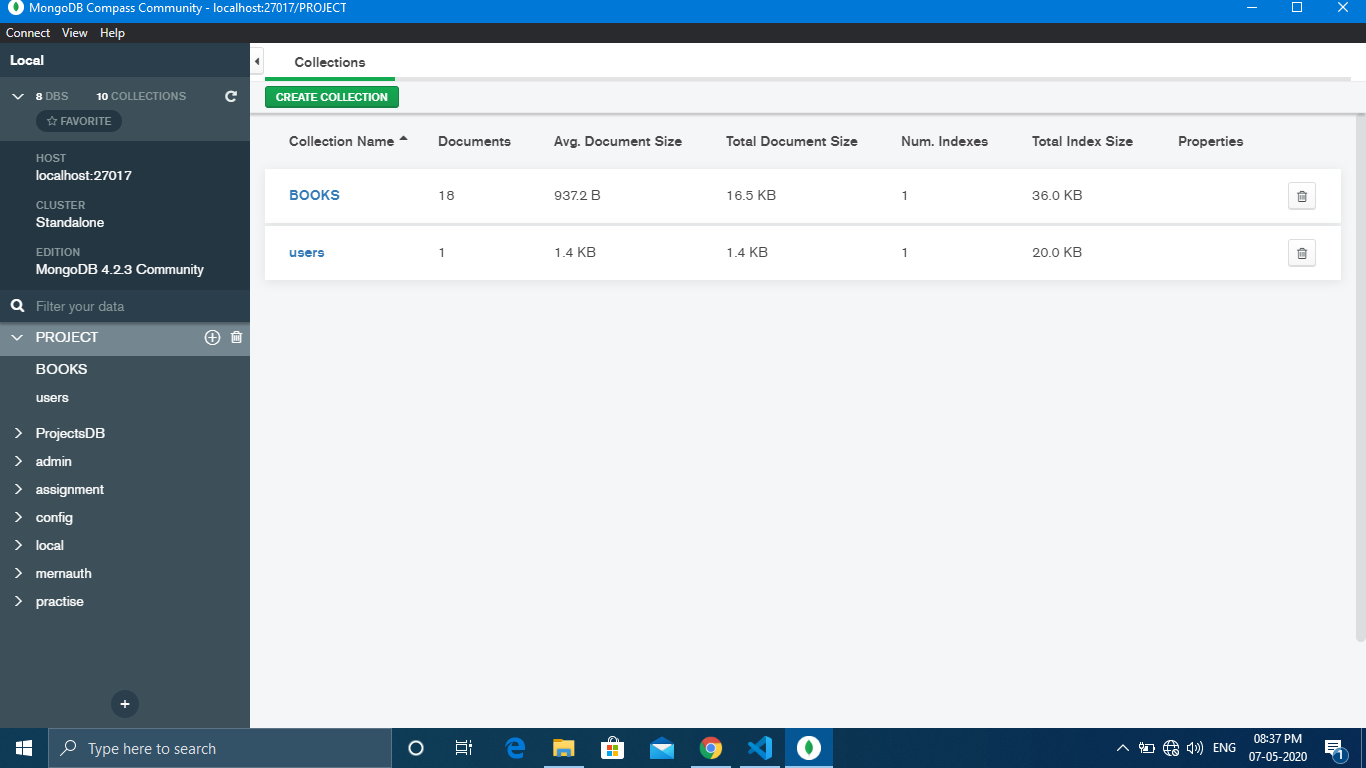 MongoDB Compass Community - localhost:27017/PROJECT
Connect View Help
Local
8 DBS 10 COLLECTIONS
FAVORITE
HOST
localhost:27017
CLUSTER
Standalone
EDITION
MongoDB 4.2.3 Community
Filter your data
PROJECT
BOOKS
users
ProjectsDB
admin
assignment
config
local
mernauth
practise
Collections
CREATE COLLECTION
Collection Name Documents Avg. Document Size Total Document Size Num. Indexes Total Index Size Properties
BOOKS 18 937.2 B 16.5 KB 1 36.0 KB
users 1 1.4 KB 1.4 KB 1 20.0 KB
Type here to search
ENG
08:37 PM
07-05-2020
1